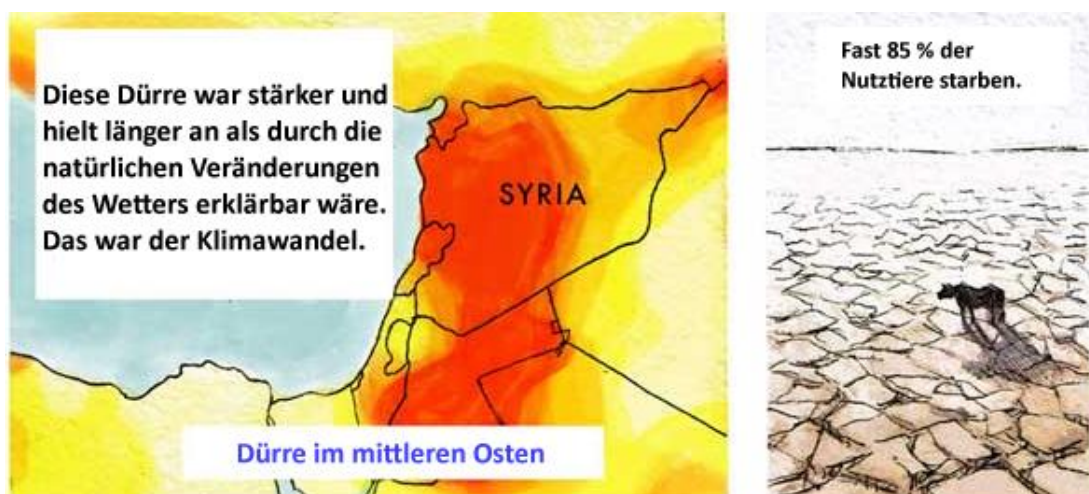 Diese Dürre war stärker und
hielt länger an als durch die
natürlichen Veränderungen
des Wetters erklärbar wäre.
Das war der Klimawandel.
SYRIA
Dürre im mittleren Osten
Fast 85 % der
Nutztiere starben.